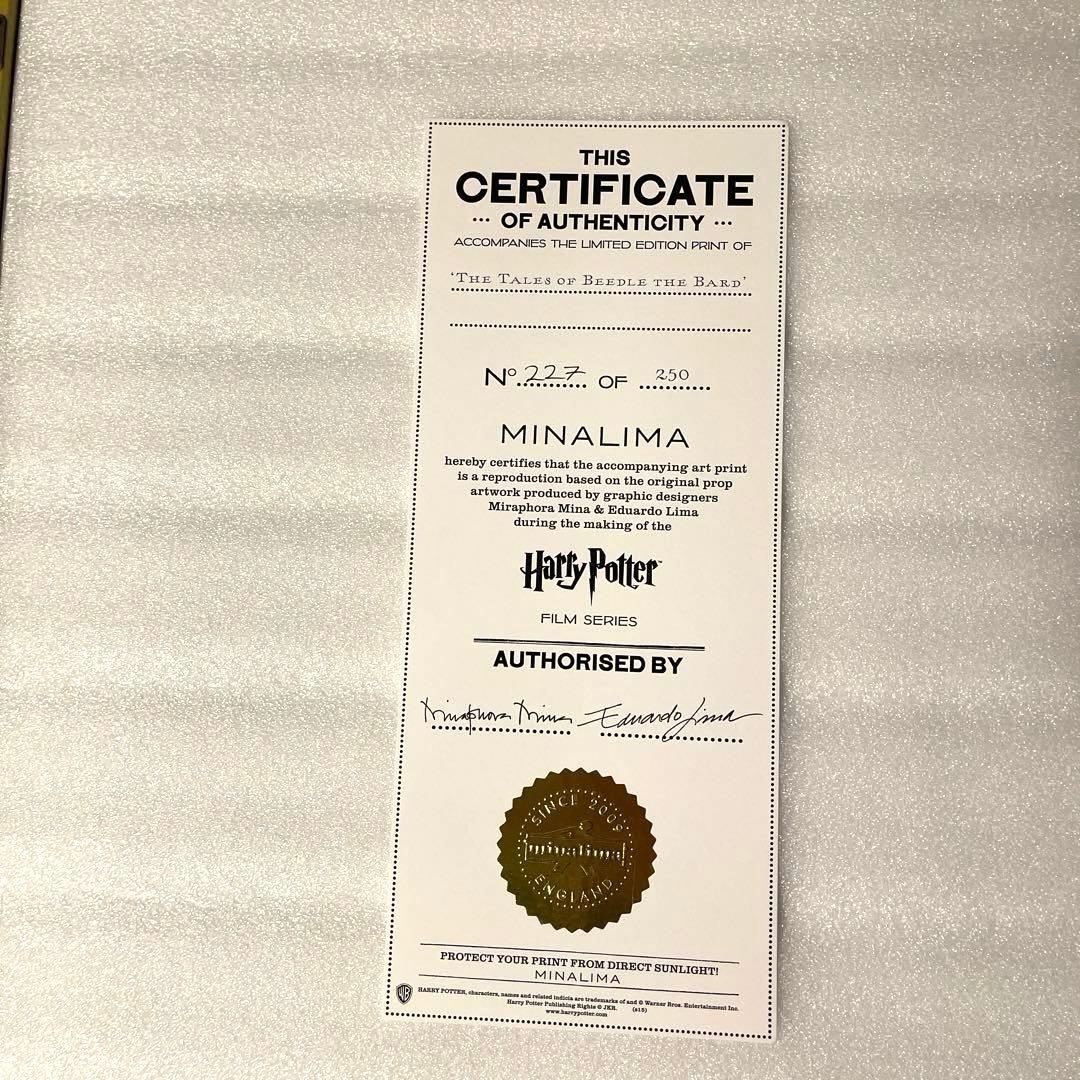 THIS
CERTIFICATE
··· OF AUTHENTICITY ···
ACCOMPANIES THE LIMITED EDITION PRINT OF
'THE TALES OF BEEDLE THE BARD'
Nº. 227 OF 250
MINALIMA
hereby certifies that the accompanying art print
is a reproduction based on the original prop
artwork produced by graphic designers
Miraphora Mina & Eduardo Lima
during the making of the
Harry Potter™
FILM SERIES
AUTHORISED BY
Miraphora Mina Eduardo Lima
SINCE 2009
minalima
ENGLAND
PROTECT YOUR PRINT FROM DIRECT SUNLIGHT!
MINALIMA
WB HARRY POTTER, characters, names and related indicia are trademarks of and © Warner Bros. Entertainment Inc.
Harry Potter Publishing Rights © JKR. (s15)
www.harrypotter.com